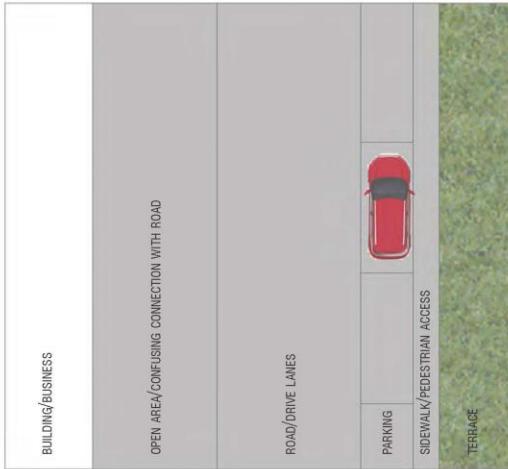 BUILDING/BUSINESS
OPEN AREA/CONFUSING CONNECTION WITH ROAD
ROAD/DRIVE LANES
PARKING
SIDEWALK/PEDESTRIAN ACCESS
TERRACE